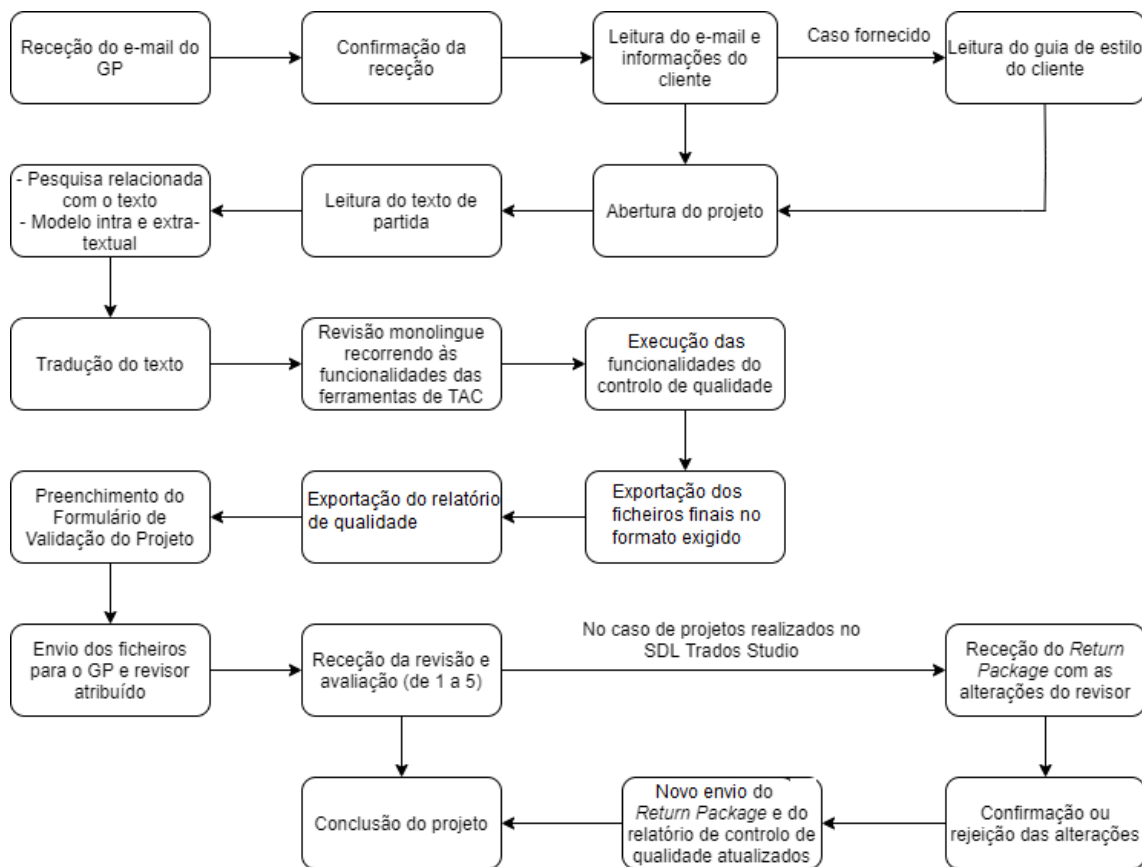 Receção do e-mail do
GP
Confirmação da
receção
Leitura do e-mail e
informações do
cliente
Caso fornecido
Leitura do guia de estilo
do cliente
- Pesquisa relacionada
com o texto
- Modelo intra e extra-
textual
Leitura do texto de
partida
Abertura do projeto
Tradução do texto
Revisão monolingue
recorrendo às
funcionalidades das
ferramentas de TAC
Execução das
funcionalidades do
controlo de qualidade
Preenchimento do
Formulário de
Validação do Projeto
Exportação do relatório
de qualidade
Exportação dos
ficheiros finais no
formato exigido
Envio dos ficheiros
para o GP e revisor
atribuído
Receção da revisão e
avaliação (de 1 a 5)
No caso de projetos realizados no
SDL Trados Studio
Receção do Return
Package com as
alterações do revisor
Conclusão do projeto
Novo envio do
Return Package e do
relatório de controlo de
qualidade atualizados
Confirmação ou
rejeição das alterações